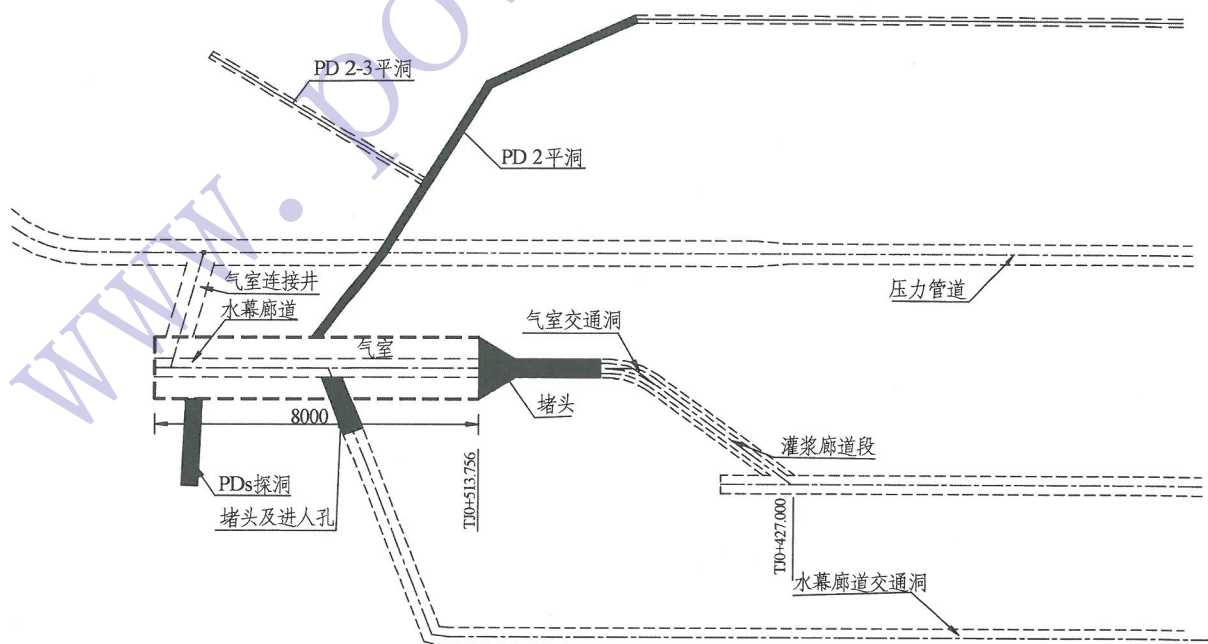 www.po
PD 2-3平洞
PD 2平洞
气室连接井
水幕廊道
压力管道
气室交通洞
气室
堵头
8000
灌浆廊道段
PDs探洞
堵头及进人孔
TJ0+513.756
TJ0+427.000
水幕廊道交通洞